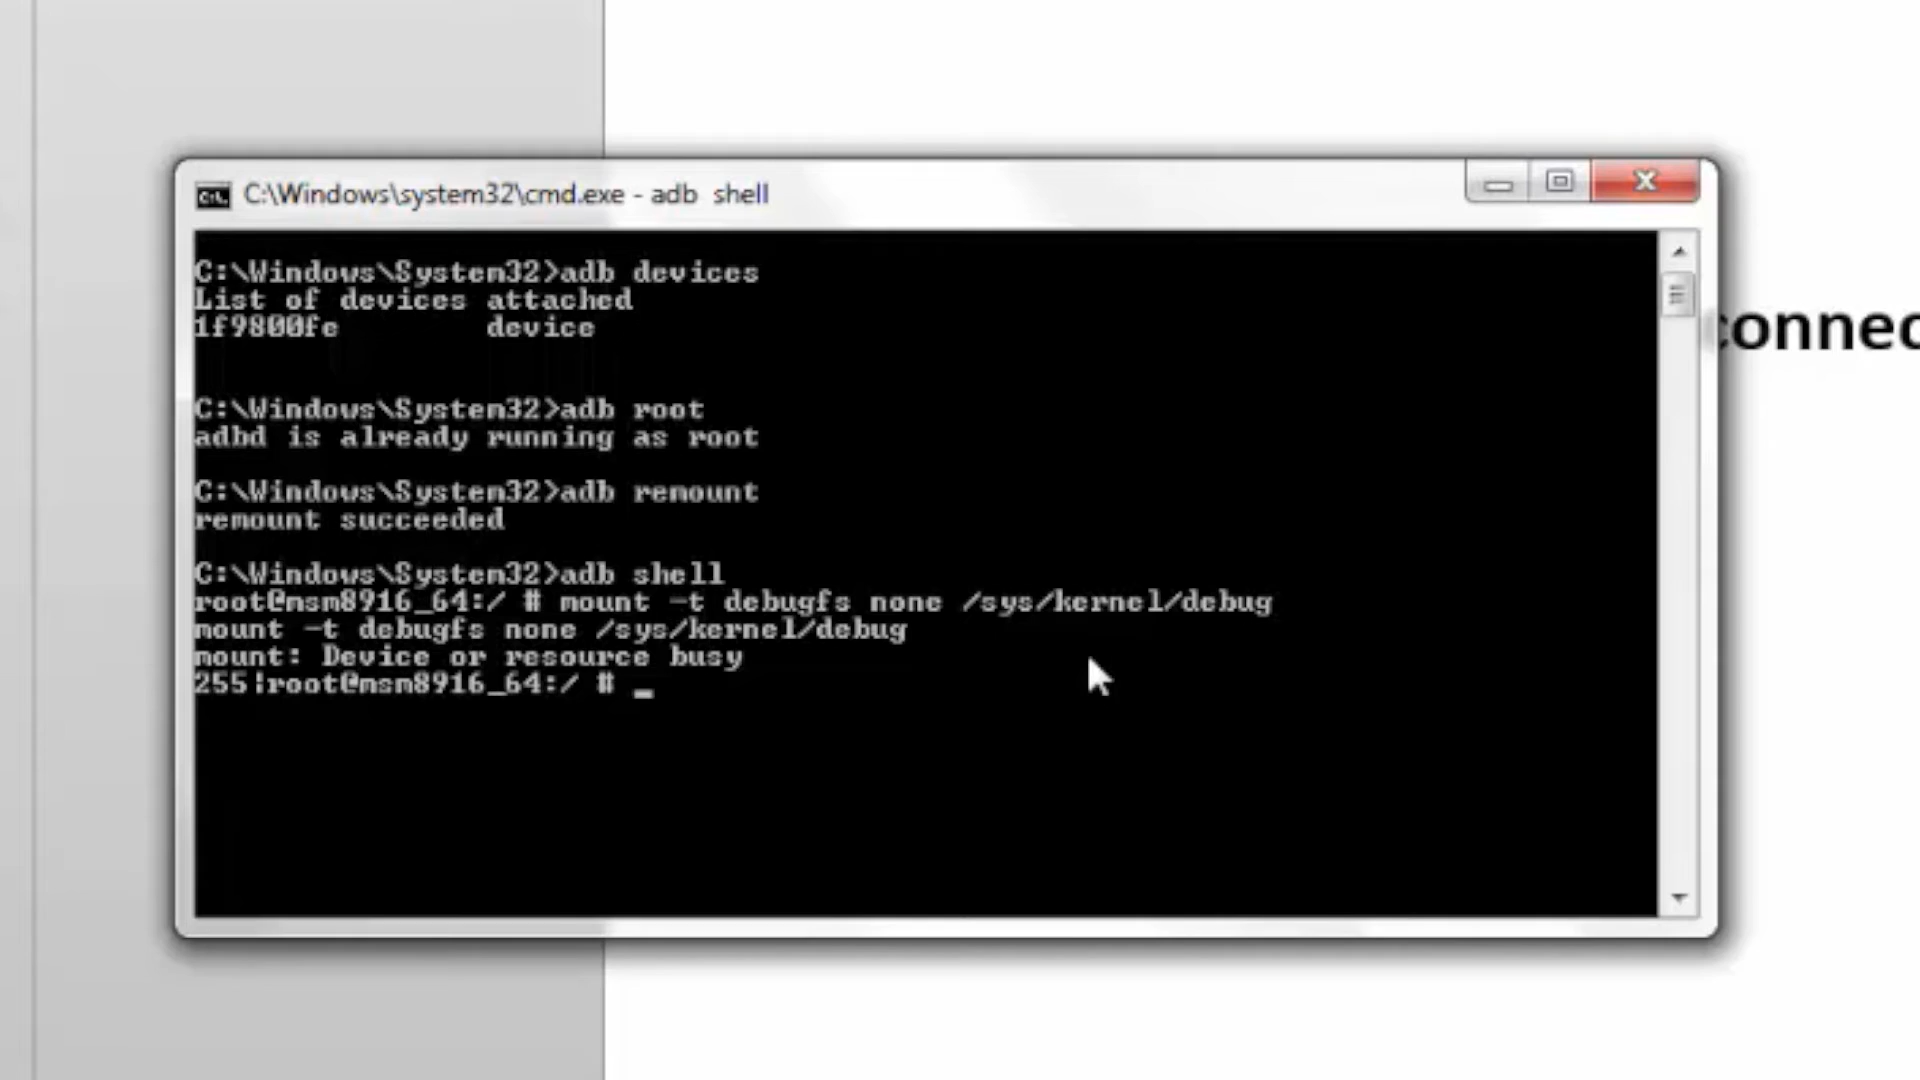 C:\Windows\system32\cmd.exe - adb  shell
C:\Windows\System32>adb devices
List of devices attached
1f9800fe        device
C:\Windows\System32>adb root
adbd is already running as root
C:\Windows\System32>adb remount
remount succeeded
C:\Windows\System32>adb shell
root@msm8916_64:/ # mount -t debugfs none /sys/kernel/debug
mount -t debugfs none /sys/kernel/debug
mount: Device or resource busy
255|root@msm8916_64:/ # _
connec